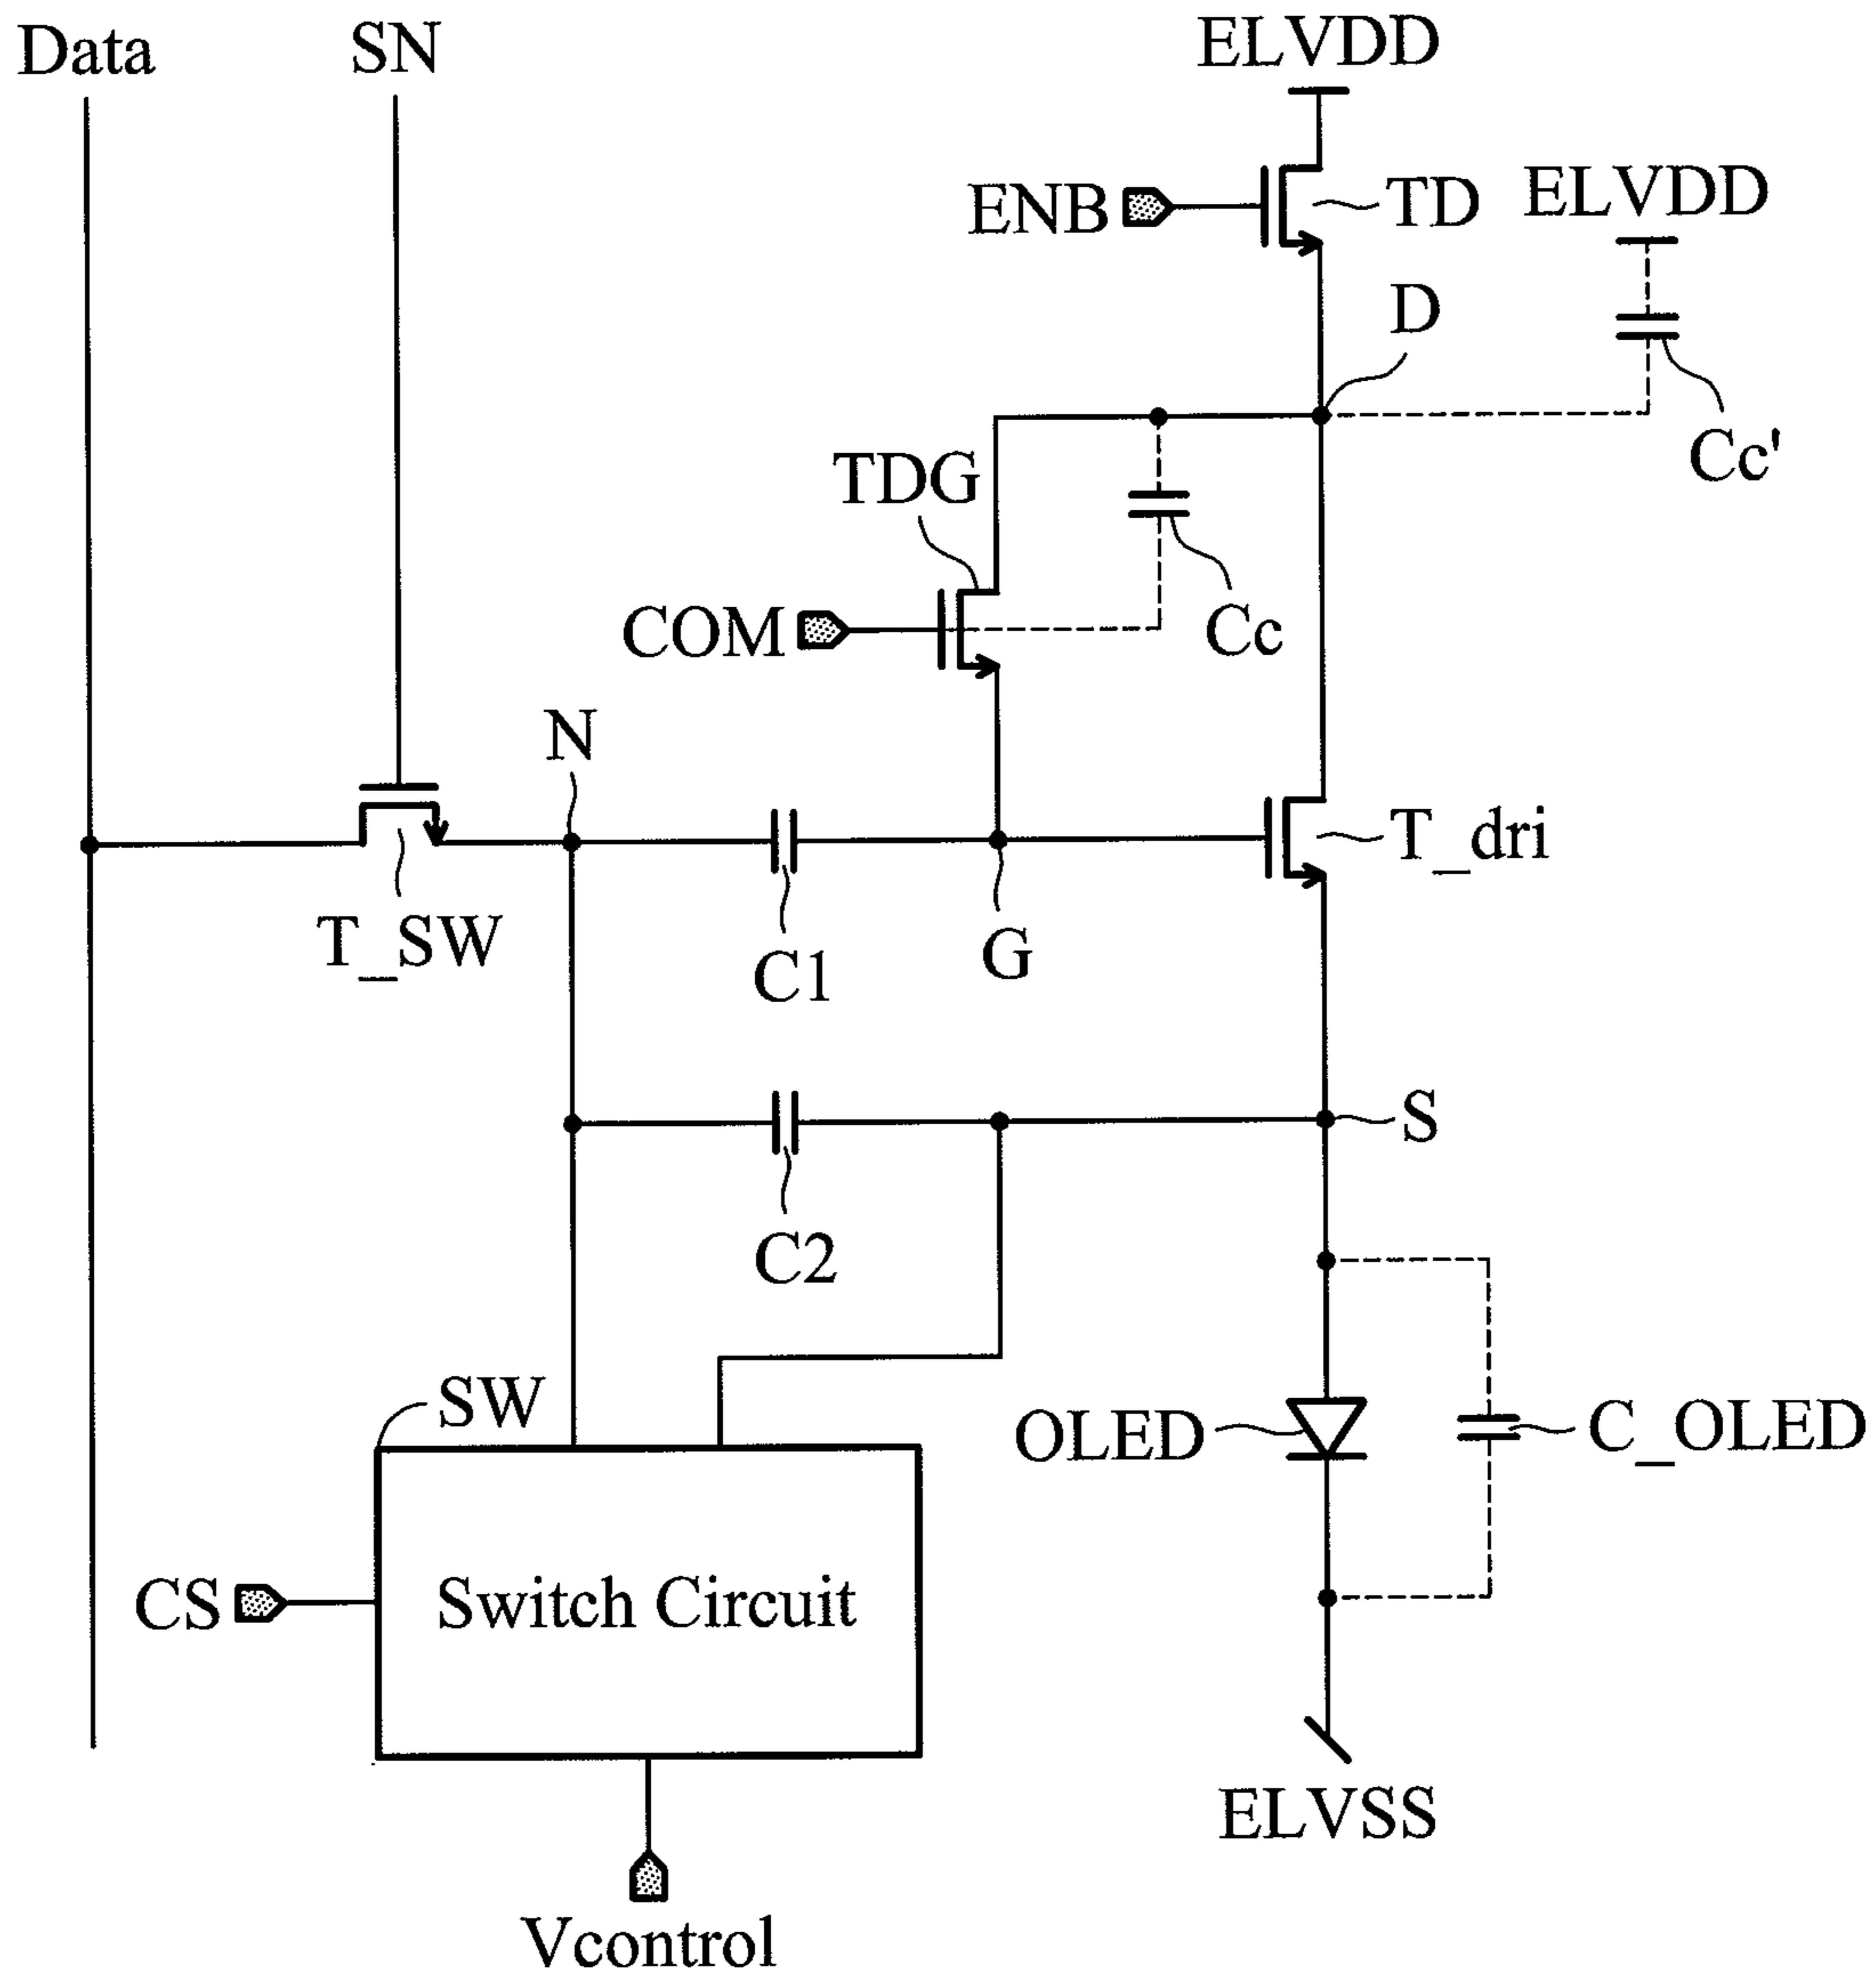 Data
SN
ELVDD
ENB
TD
ELVDD
D
Cc'
TDG
Cc
COM
N
T_dri
T_SW
C1
G
S
C2
SW
OLED
C_OLED
CS
Switch Circuit
ELVSS
Vcontrol